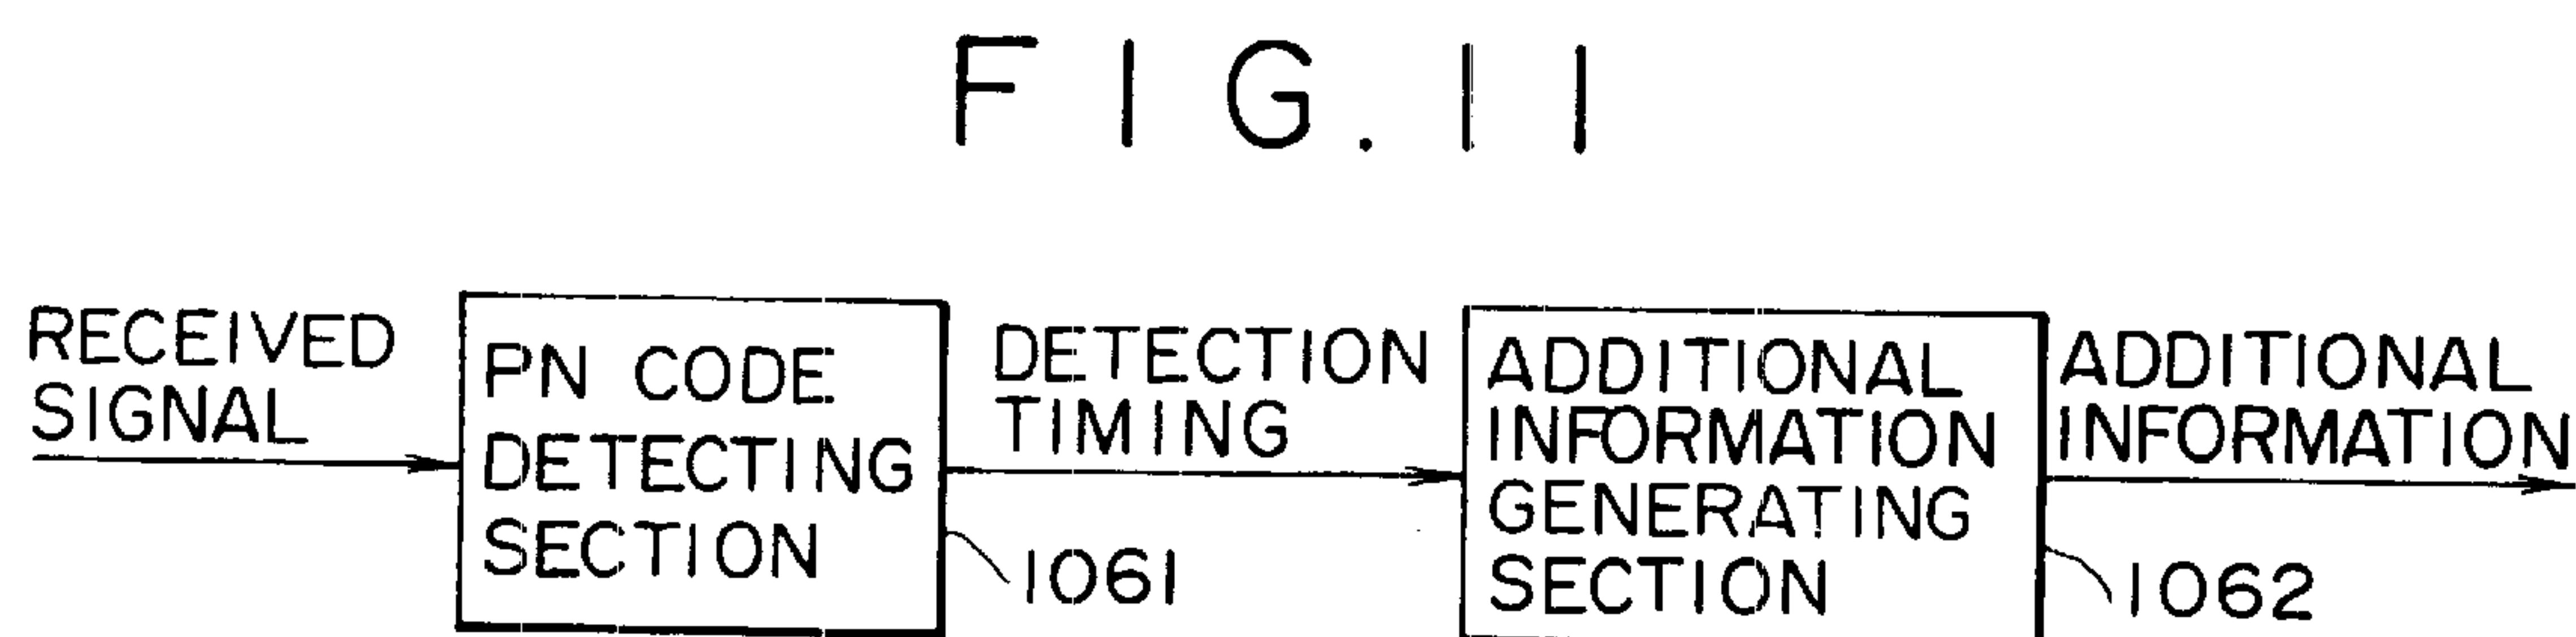 FIG.11
RECEIVED
SIGNAL
PN CODE
DETECTING
SECTION
1061
DETECTION
TIMING
ADDITIONAL
INFORMATION
GENERATING
SECTION
1062
ADDITIONAL
INFORMATION